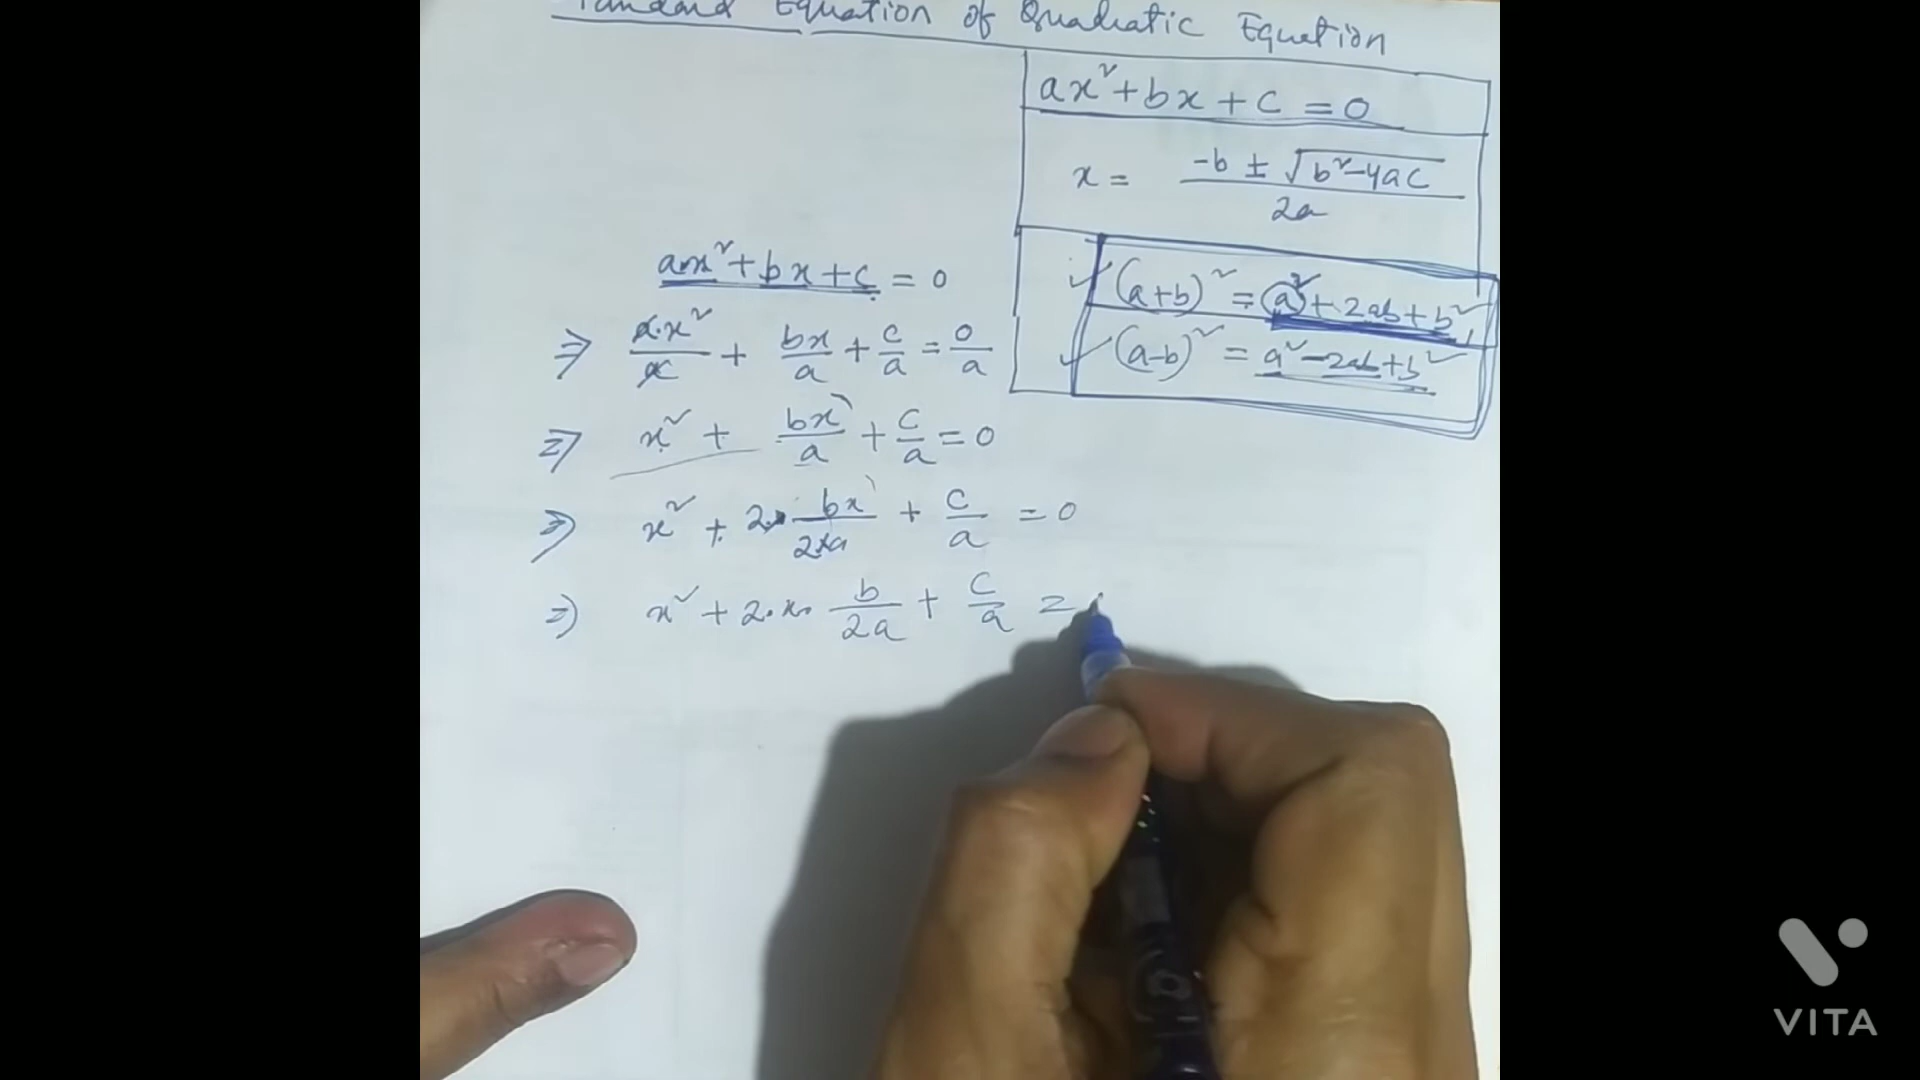 Standard Equation of Quadratic Equation
ax² + bx + c = 0
x = (-b ± √(b²-4ac))/2a
(a+b)² = a² + 2ab + b²
(a-b)² = a² - 2ab + b²
ax² + bx + c = 0
⇒ a·x²/a + bx/a + c/a = 0/a
⇒ x² + bx/a + c/a = 0
⇒ x² + 2·bx/2×a + c/a = 0
⇒ x² + 2·x·b/2a + c/a =
VITA